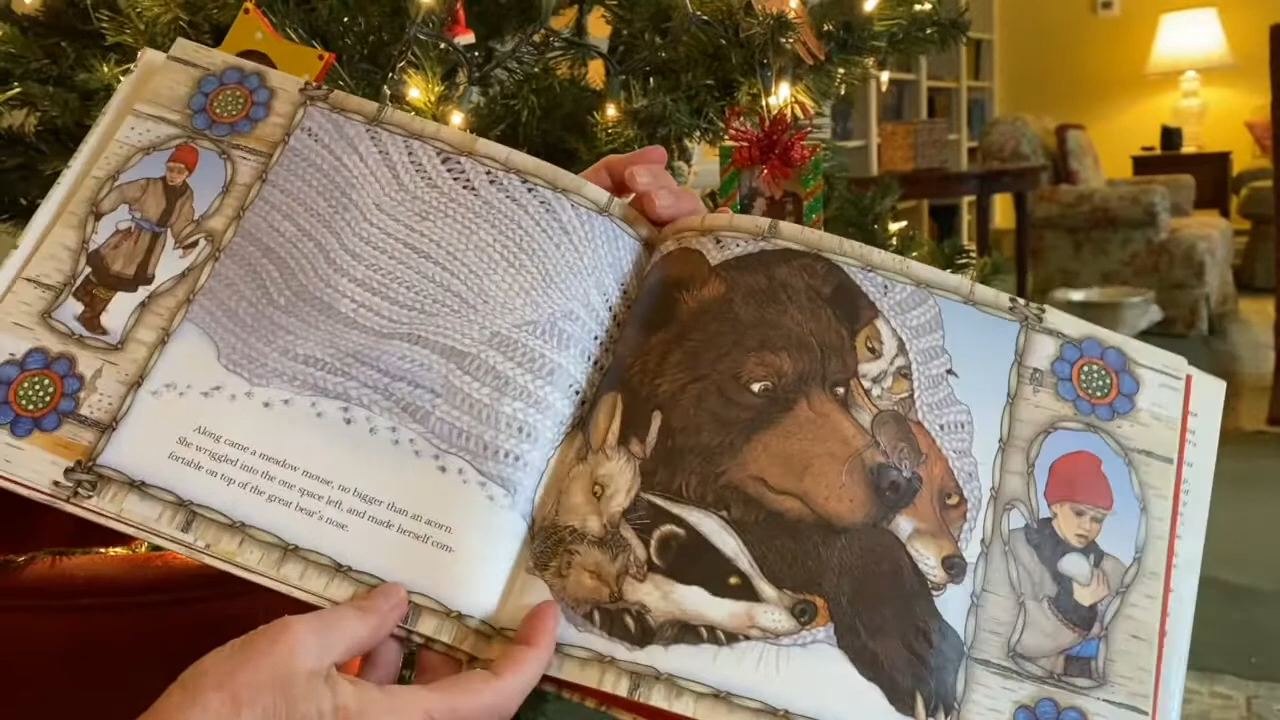 Along came a meadow mouse, no bigger than an acorn.
She wriggled into the one space left, and made herself com-
fortable on top of the great bear's nose.